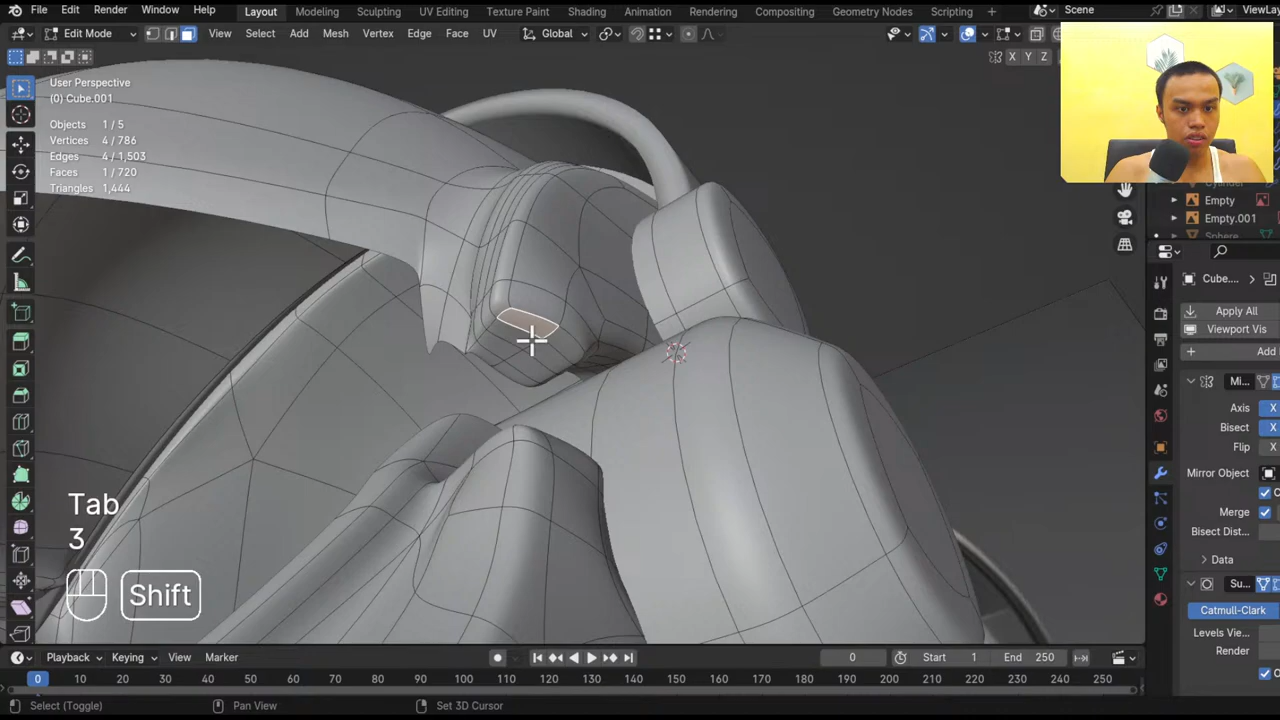 File Edit Render Window Help Layout Modeling Sculpting UV Editing Texture Paint Shading Animation Rendering Compositing Geometry Nodes Scripting Scene ViewLay
Edit Mode View Select Add Mesh Vertex Edge Face UV Global
X Y Z
User Perspective
(0) Cube.001
Objects 1 / 5
Vertices 4 / 786
Edges 4 / 1,503
Faces 1 / 720
Triangles 1,444
Empty
Empty.001
Sphere
Cube.
Apply All
Viewport Vis
Add
Mi...
Axis X
Bisect X
Flip X
Mirror Object
Merge
Bisect Dis
Data
Su...
Catmull-Clark
Levels Vie
Render
Tab
3
Shift
Playback Keying View Marker 0 Start 1 End 250
0 10 20 30 40 50 60 70 80 90 100 110 120 130 140 150 160 170 180 190 200 210 220 230 240 250
Select (Toggle) Pan View Set 3D Cursor